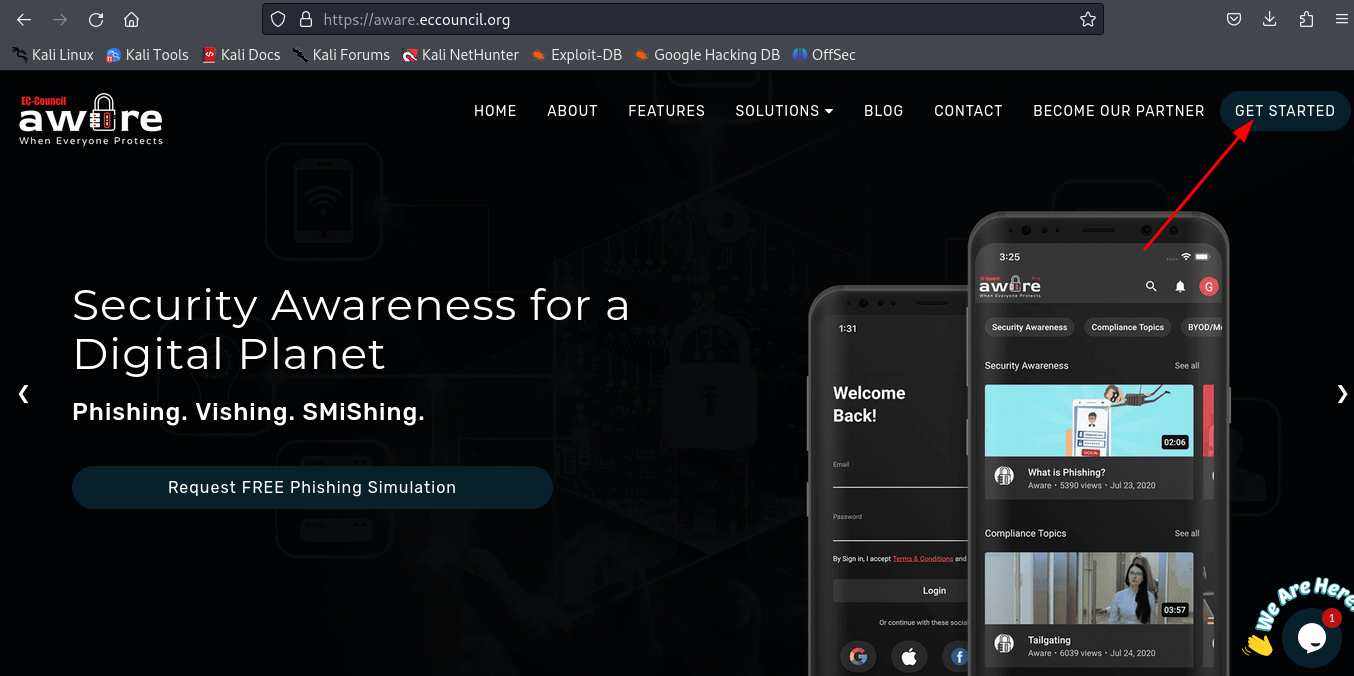 https://aware.eccouncil.org
Kali Linux Kali Tools Kali Docs Kali Forums Kali NetHunter Exploit-DB Google Hacking DB OffSec
EC-Council
aware
When Everyone Protects
HOME ABOUT FEATURES SOLUTIONS BLOG CONTACT BECOME OUR PARTNER GET STARTED
Security Awareness for a
Digital Planet
Phishing. Vishing. SMiShing.
Request FREE Phishing Simulation
1:31
Welcome
Back!
Email
Password
By Sign in, I accept Terms & Conditions and
Login
Or continue with these social
3:25
EC-Council
aware
When Everyone Protects
G
Security Awareness Compliance Topics BYOD/M
Security Awareness See all
02:06
What is Phishing?
Aware • 5390 views • Jul 23, 2020
Compliance Topics See all
03:57
Tailgating
Aware • 6039 views • Jul 24, 2020
We Are Here
1